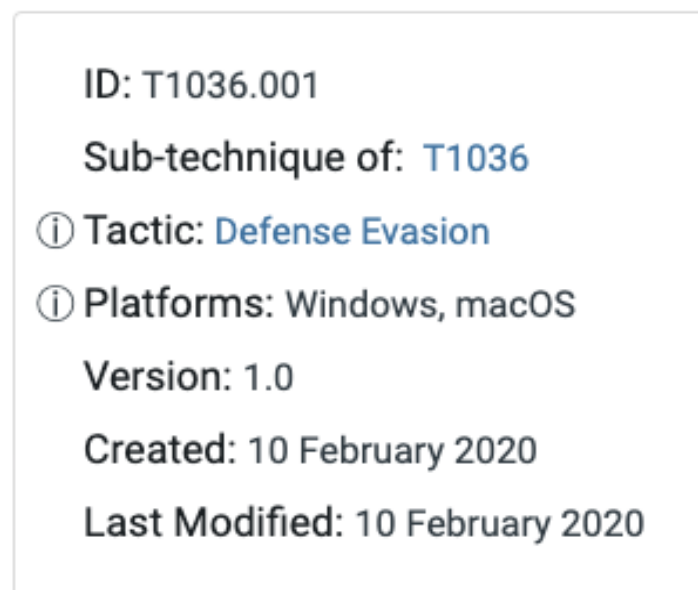 ID: T1036.001
Sub-technique of: T1036
ⓘ Tactic: Defense Evasion
ⓘ Platforms: Windows, macOS
Version: 1.0
Created: 10 February 2020
Last Modified: 10 February 2020